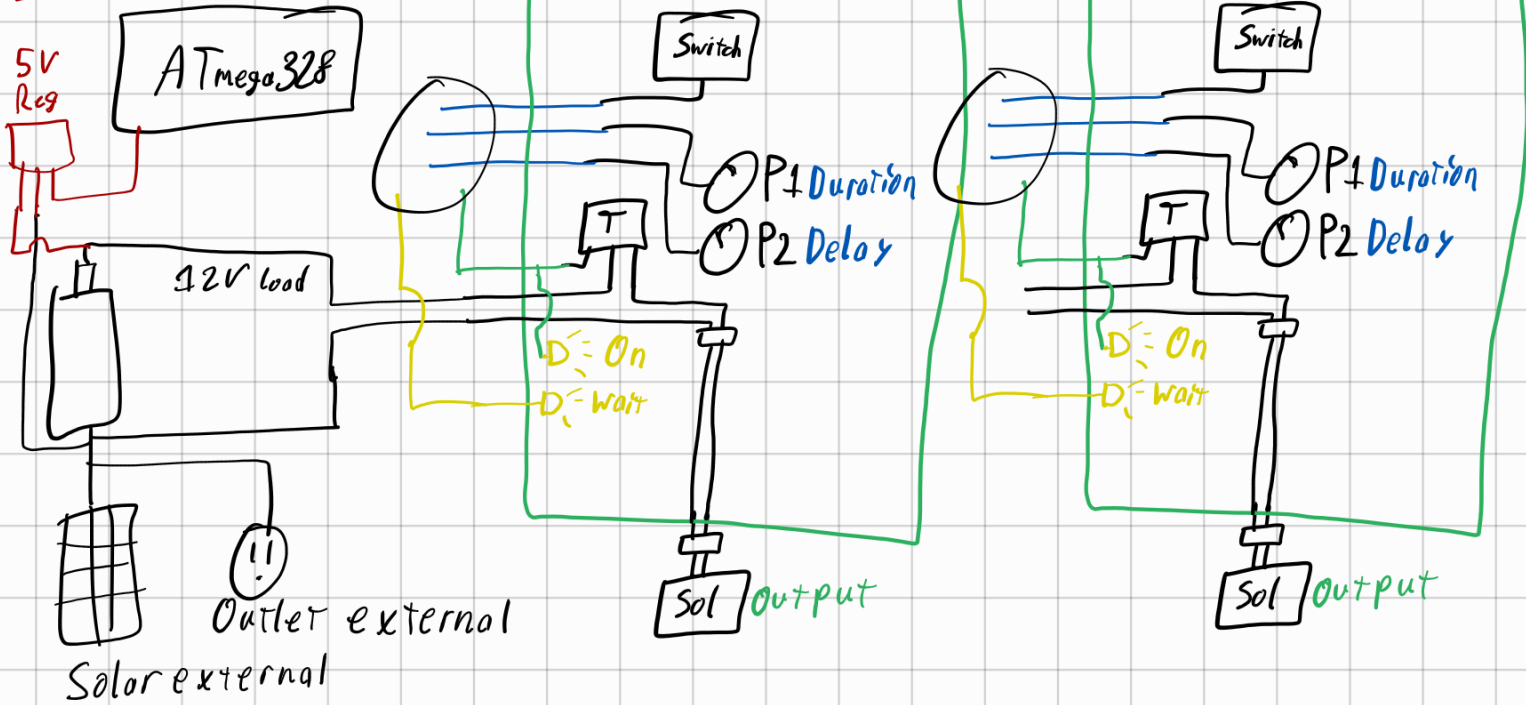 5V
Reg
ATmega328
Switch
P1 Duration
T
P2 Delay
12V load
On
Wait
Sol
Output
Outlet external
Solar external
Switch
P1 Duration
T
P2 Delay
On
Wait
Sol
Output